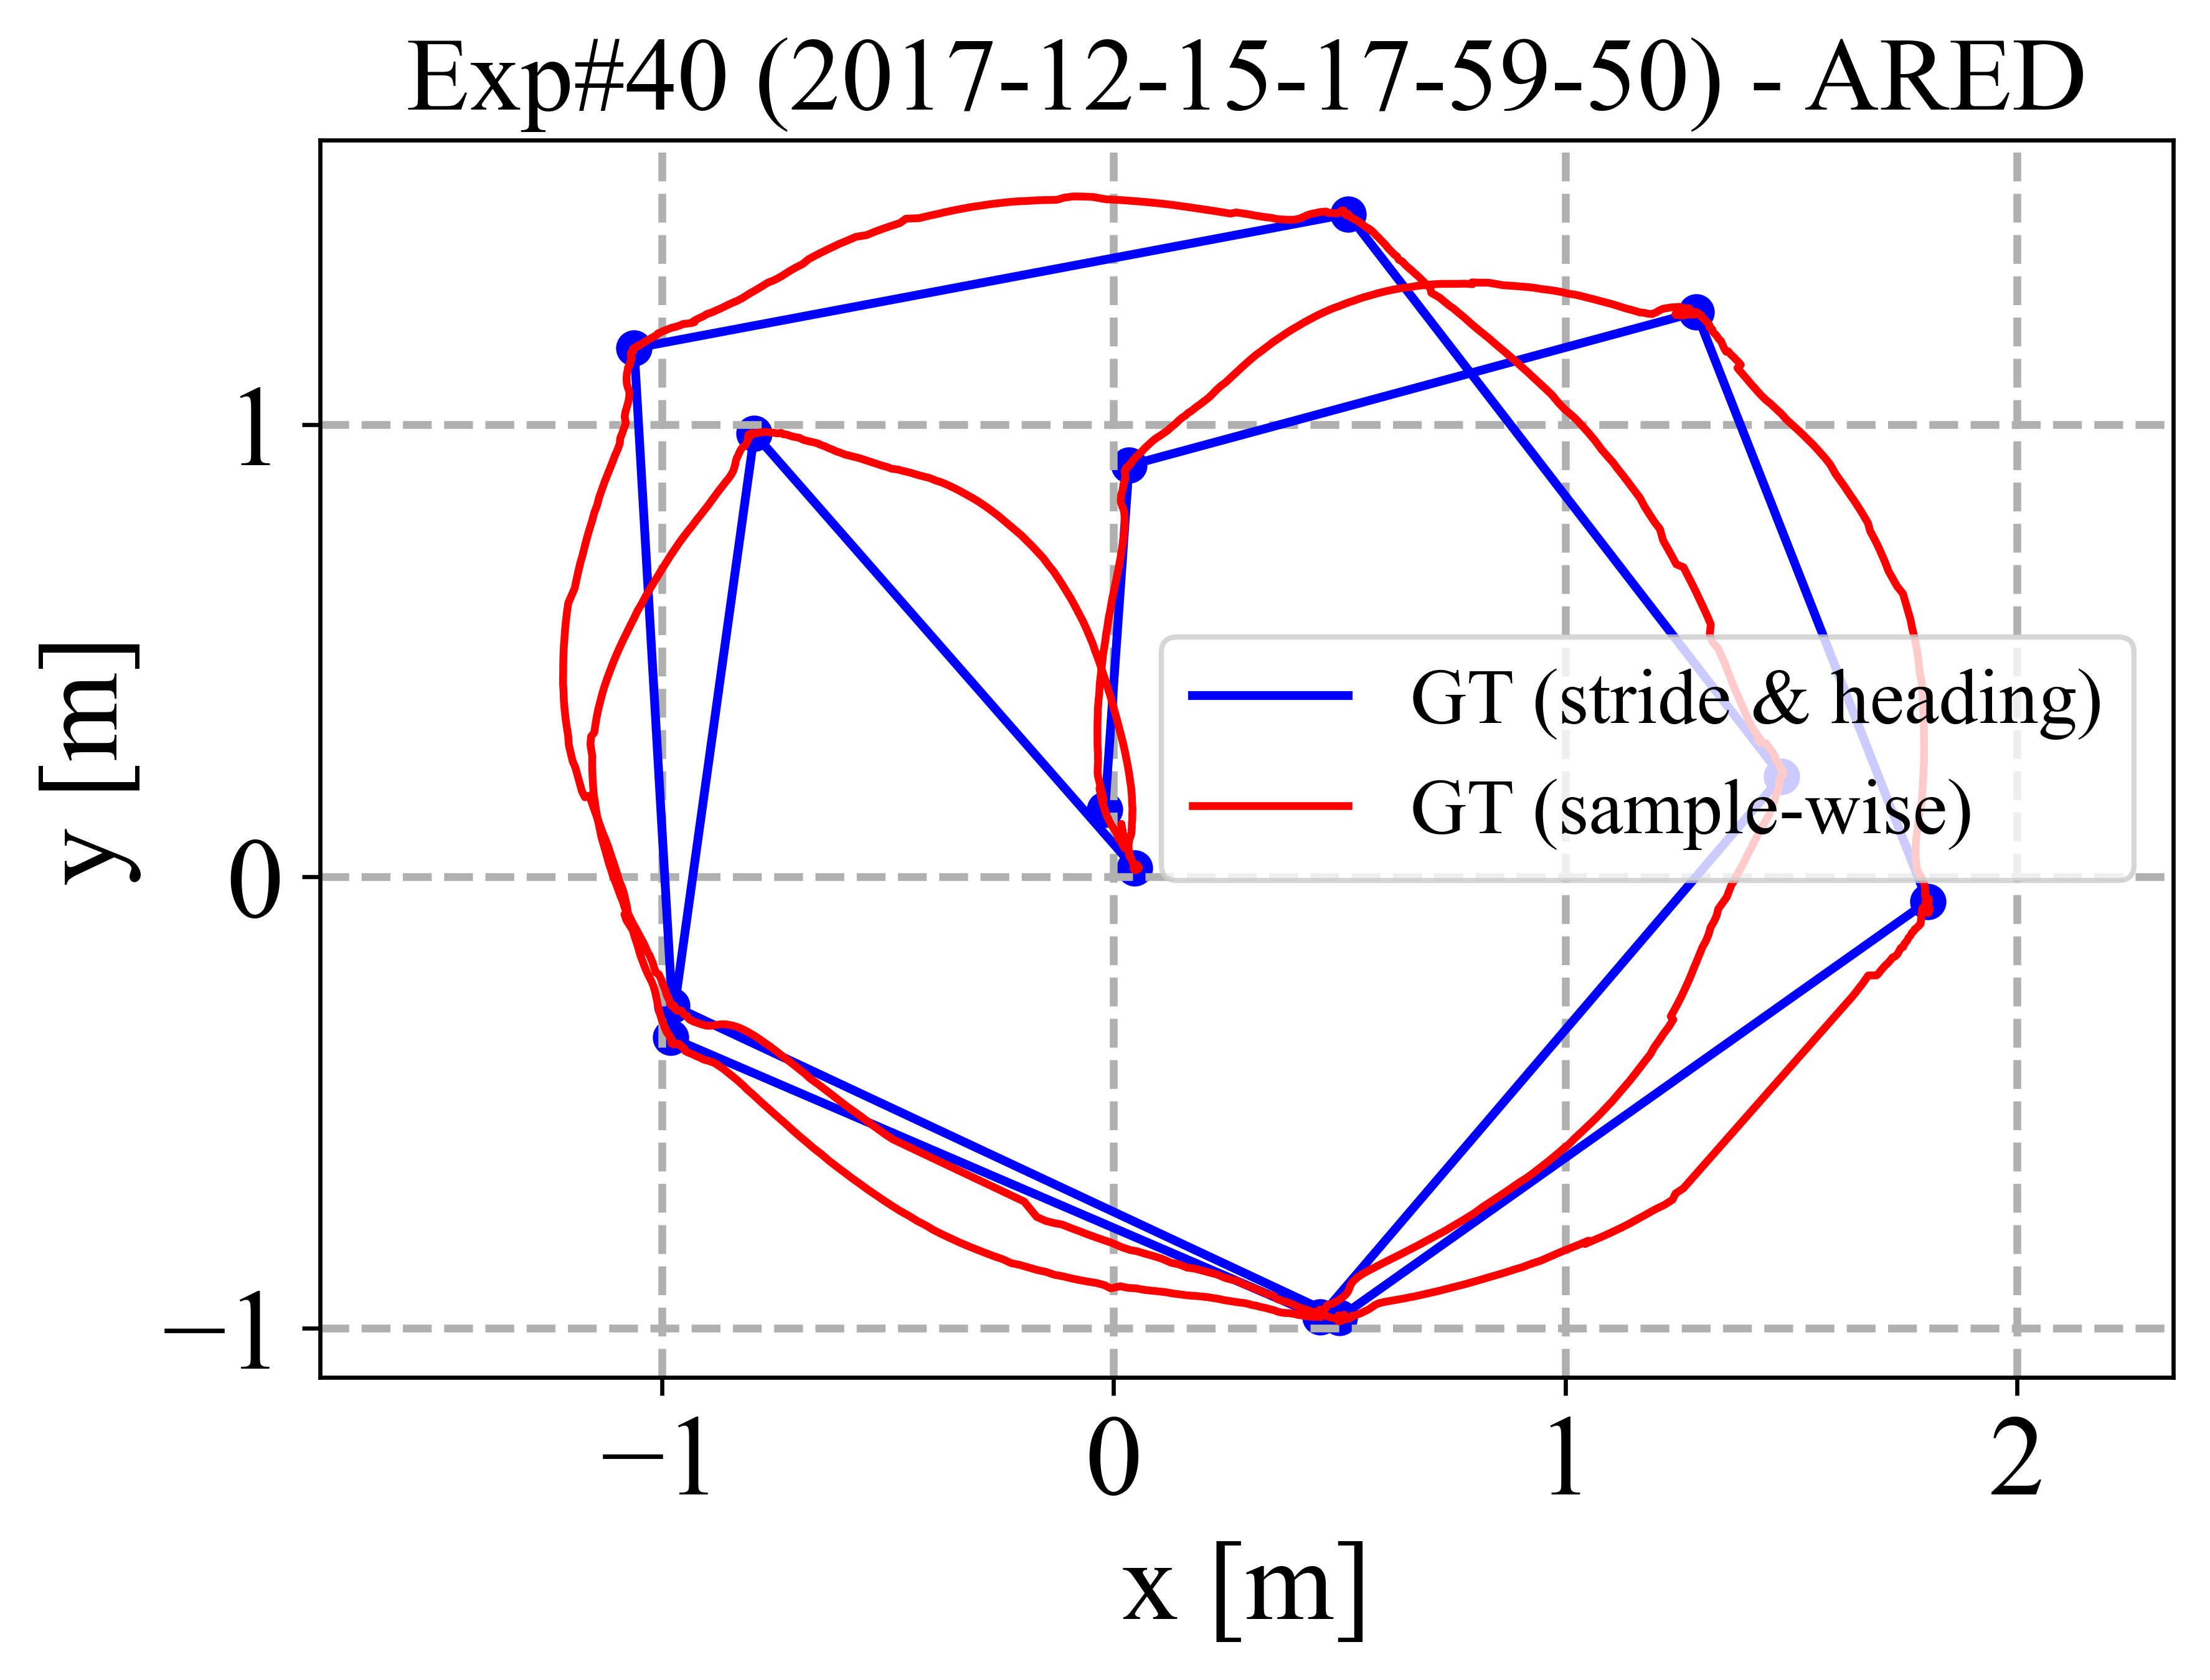 Exp#40 (2017-12-15-17-59-50) - ARED
y [m]
1
0
−1
GT (stride & heading)
GT (sample-wise)
−1 0 1 2
x [m]